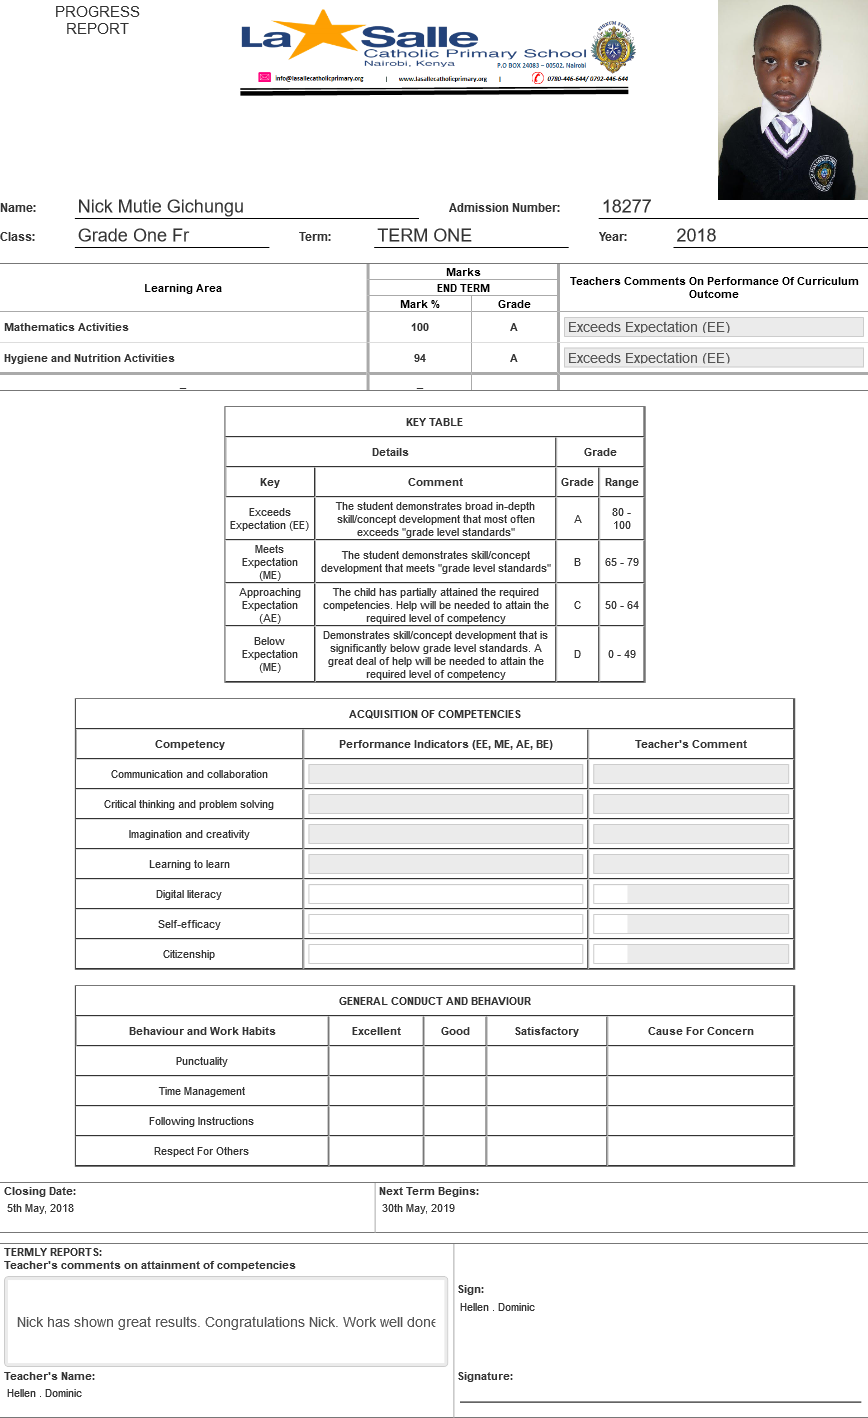 PROGRESS
REPORT
La Salle
Catholic Primary School
Nairobi, Kenya
P.O BOX 24083 – 00502, Nairobi
info@lasallecatholicprimary.org | www.lasallecatholicprimary.org | 0780-446-644/ 0792-446-644
Name: Nick Mutie Gichungu Admission Number: 18277
Class: Grade One Fr Term: TERM ONE Year: 2018
Learning Area Marks Teachers Comments On Performance Of Curriculum Outcome
END TERM
Mark % Grade
Mathematics Activities 100 A Exceeds Expectation (EE)
Hygiene and Nutrition Activities 94 A Exceeds Expectation (EE)
_ _
KEY TABLE
Details Grade
Key Comment Grade Range
Exceeds Expectation (EE) The student demonstrates broad in-depth skill/concept development that most often exceeds "grade level standards" A 80 - 100
Meets Expectation (ME) The student demonstrates skill/concept development that meets "grade level standards" B 65 - 79
Approaching Expectation (AE) The child has partially attained the required competencies. Help will be needed to attain the required level of competency C 50 - 64
Below Expectation (ME) Demonstrates skill/concept development that is significantly below grade level standards. A great deal of help will be needed to attain the required level of competency D 0 - 49
ACQUISITION OF COMPETENCIES
Competency Performance Indicators (EE, ME, AE, BE) Teacher's Comment
Communication and collaboration
Critical thinking and problem solving
Imagination and creativity
Learning to learn
Digital literacy
Self-efficacy
Citizenship
GENERAL CONDUCT AND BEHAVIOUR
Behaviour and Work Habits Excellent Good Satisfactory Cause For Concern
Punctuality
Time Management
Following Instructions
Respect For Others
Closing Date: Next Term Begins:
5th May, 2018 30th May, 2019
TERMLY REPORTS:
Teacher's comments on attainment of competencies
Nick has shown great results. Congratulations Nick. Work well done
Sign:
Hellen . Dominic
Teacher's Name: Signature:
Hellen . Dominic